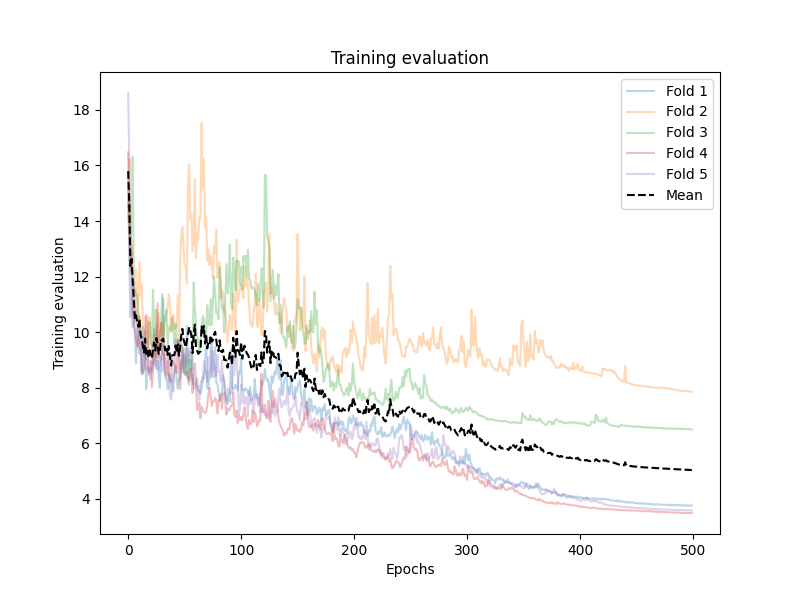 Training evaluation
Training evaluation
18
16
14
12
10
8
6
4
Fold 1
Fold 2
Fold 3
Fold 4
Fold 5
Mean
0 100 200 300 400 500
Epochs